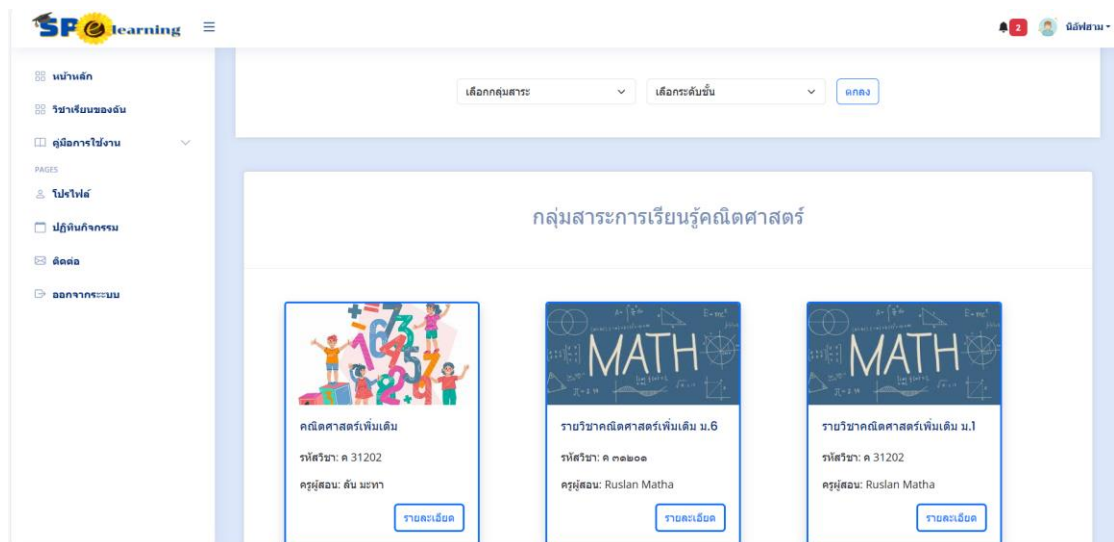 SP e learning
2
นิอัฟฮาม
หน้าหลัก
วิชาเรียนของฉัน
คู่มือการใช้งาน
PAGES
โปรไฟล์
ปฏิทินกิจกรรม
ติดต่อ
ออกจากระบบ
เลือกกลุ่มสาระ
เลือกระดับชั้น
ตกลง
กลุ่มสาระการเรียนรู้คณิตศาสตร์
MATH
MATH
คณิตศาสตร์เพิ่มเติม
รหัสวิชา: ค 31202
ครูผู้สอน: ตัน มะทา
รายละเอียด
รายวิชาคณิตศาสตร์เพิ่มเติม ม.6
รหัสวิชา: ค ๓๑๒๐๑
ครูผู้สอน: Ruslan Matha
รายละเอียด
รายวิชาคณิตศาสตร์เพิ่มเติม ม.1
รหัสวิชา: ค 31202
ครูผู้สอน: Ruslan Matha
รายละเอียด